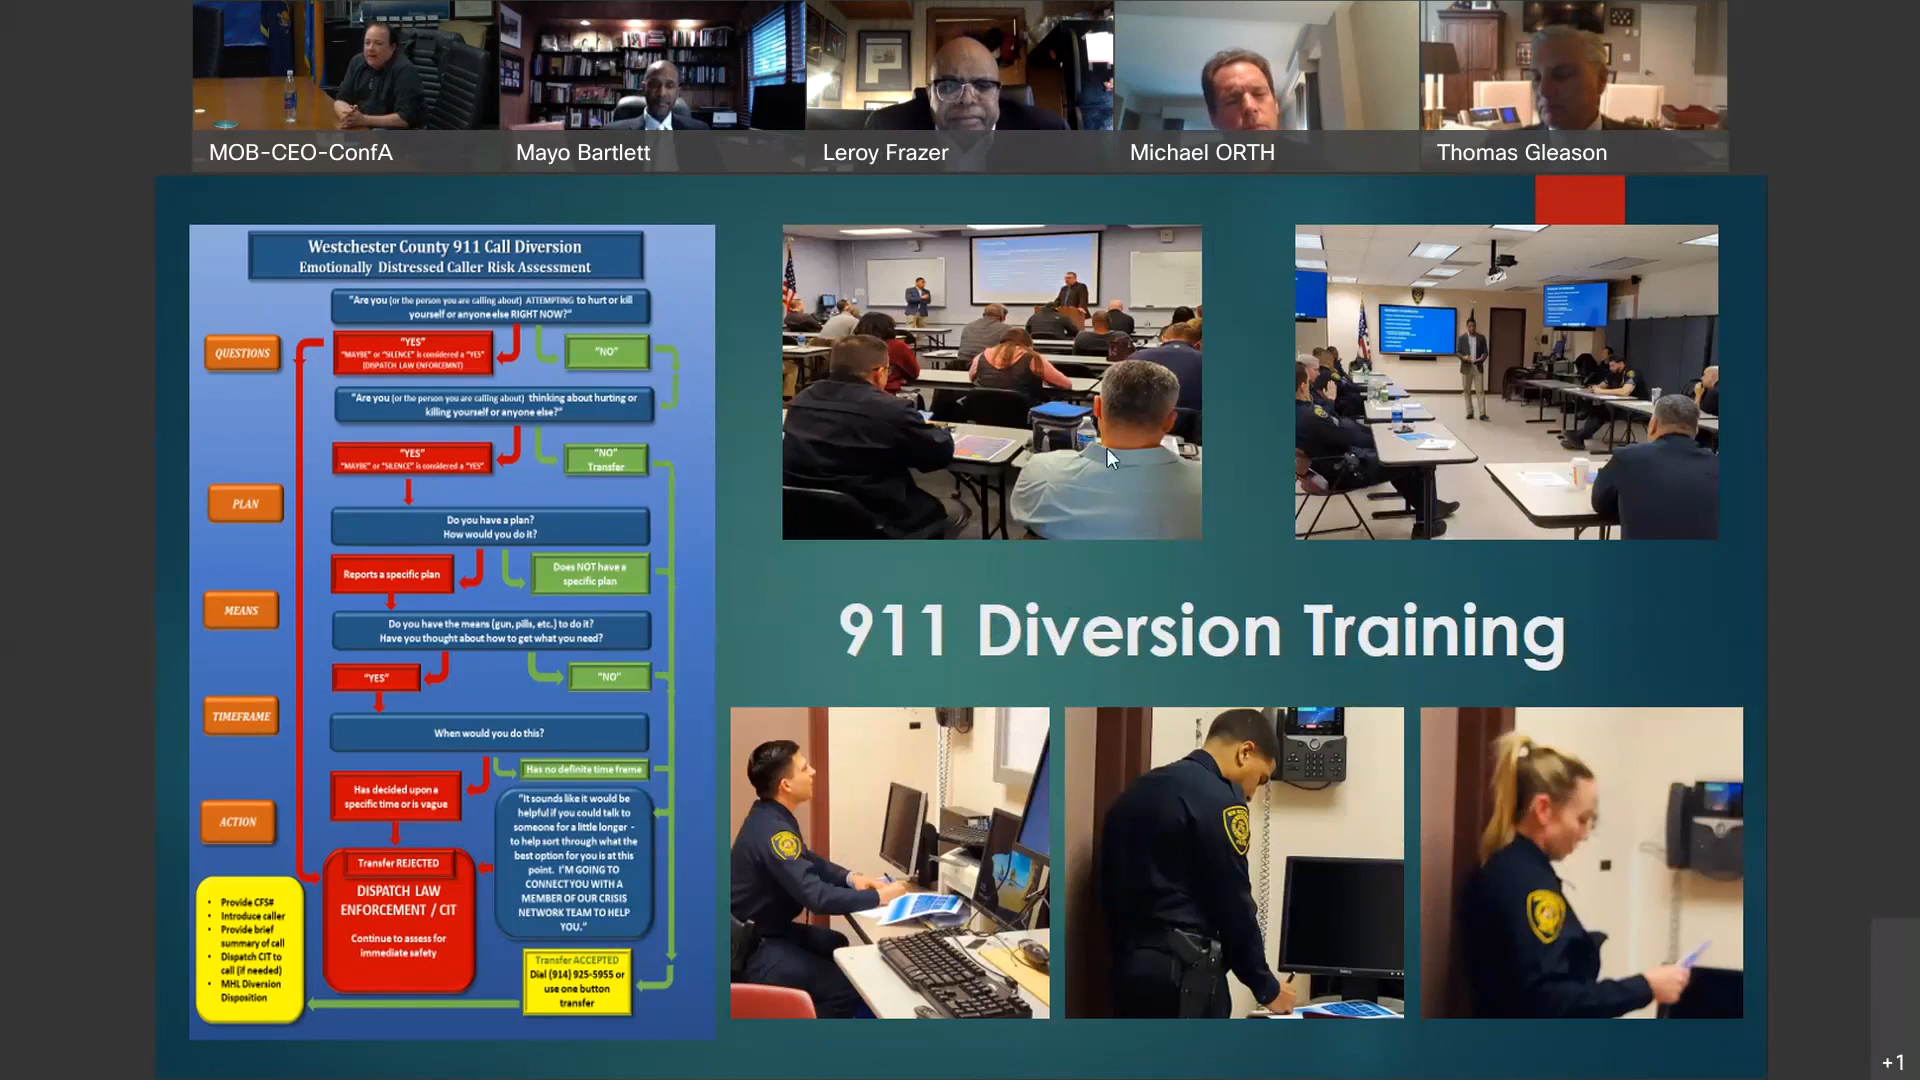 MOB-CEO-ConfA
Mayo Bartlett
Leroy Frazer
Michael ORTH
Thomas Gleason
Westchester County 911 Call Diversion
Emotionally Distressed Caller Risk Assessment
"Are you (or the person you are calling about) ATTEMPTING to hurt or kill
yourself or anyone else RIGHT NOW?"
QUESTIONS
"YES"
"MAYBE" or "SILENCE" is considered a "YES"
(DISPATCH LAW ENFORCEMNT)
"NO"
"Are you (or the person you are calling about) thinking about hurting or
killing yourself or anyone else?"
"YES"
"MAYBE" or "SILENCE" is considered a "YES"
"NO"
Transfer
PLAN
Do you have a plan?
How would you do it?
Reports a specific plan
Does NOT have a
specific plan
MEANS
Do you have the means (gun, pills, etc.) to do it?
Have you thought about how to get what you need?
"YES"
"NO"
TIMEFRAME
When would you do this?
Has no definite time frame
Has decided upon a
specific time or is vague
ACTION
"It sounds like it would be
helpful if you could talk to
someone for a little longer -
to help sort through what the
best option for you is at this
point. I'M GOING TO
CONNECT YOU WITH A
MEMBER OF OUR CRISIS
NETWORK TEAM TO HELP
YOU."
Transfer REJECTED
DISPATCH LAW
ENFORCEMENT / CIT
Continue to assess for
immediate safety
• Provide CFS#
• Introduce caller
• Provide brief
summary of call
• Dispatch CIT to
call (if needed)
• MHL Diversion
Disposition
Transfer ACCEPTED
Dial (914) 925-5955 or
use one button
transfer
911 Diversion Training
+1